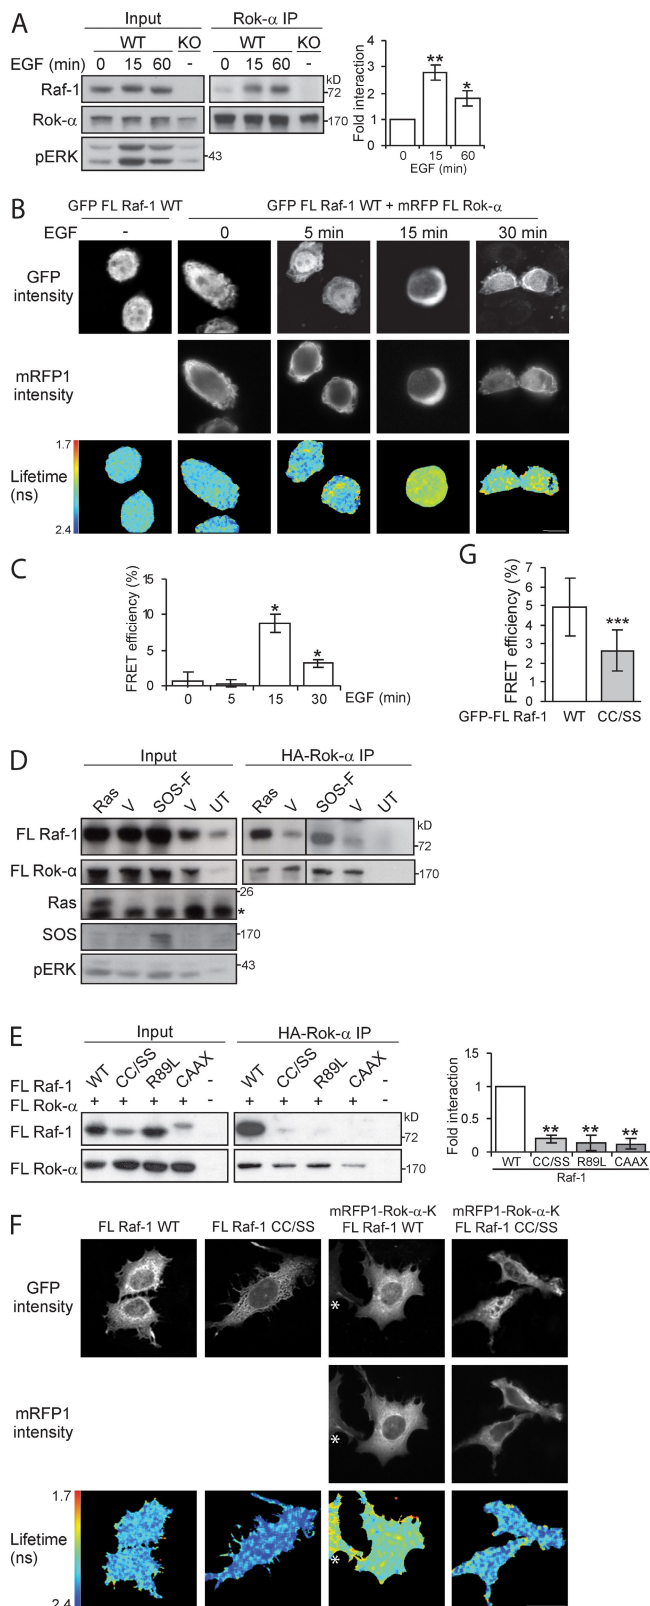 A
Input
Rok-α IP
WT
KO
WT
KO
EGF (min)
0 15 60 -
0 15 60 -
kD
Raf-1
72
Rok-α
170
pERK
43
Fold interaction
4
3
2
1
0
**
*
0 15 60
EGF (min)
B
GFP FL Raf-1 WT
GFP FL Raf-1 WT + mRFP FL Rok-α
EGF
- 0 5 min 15 min 30 min
GFP
intensity
mRFP1
intensity
1.7
Lifetime
(ns)
2.4
C
FRET efficiency (%)
15
10
5
0
*
*
0 5 15 30
EGF (min)
G
FRET efficiency (%)
7
6
5
4
3
2
1
0
***
GFP-FL Raf-1 WT CC/SS
D
Input
HA-Rok-α IP
Ras V SOS-F V UT
Ras V SOS-F V UT
kD
FL Raf-1
72
FL Rok-α
170
26
Ras
*
SOS
170
pERK
43
E
Input
HA-Rok-α IP
FL Raf-1
WT CC/SS R89L CAAX -
WT CC/SS R89L CAAX -
FL Rok-α
+ + + + -
+ + + + -
kD
FL Raf-1
72
FL Rok-α
170
Fold interaction
1.5
1
0.5
0
** ** **
WT CC/SS R89L CAAX
Raf-1
F
FL Raf-1 WT
FL Raf-1 CC/SS
mRFP1-Rok-α-K
FL Raf-1 WT
mRFP1-Rok-α-K
FL Raf-1 CC/SS
GFP
intensity
*
mRFP1
intensity
*
1.7
Lifetime
(ns)
*
2.4